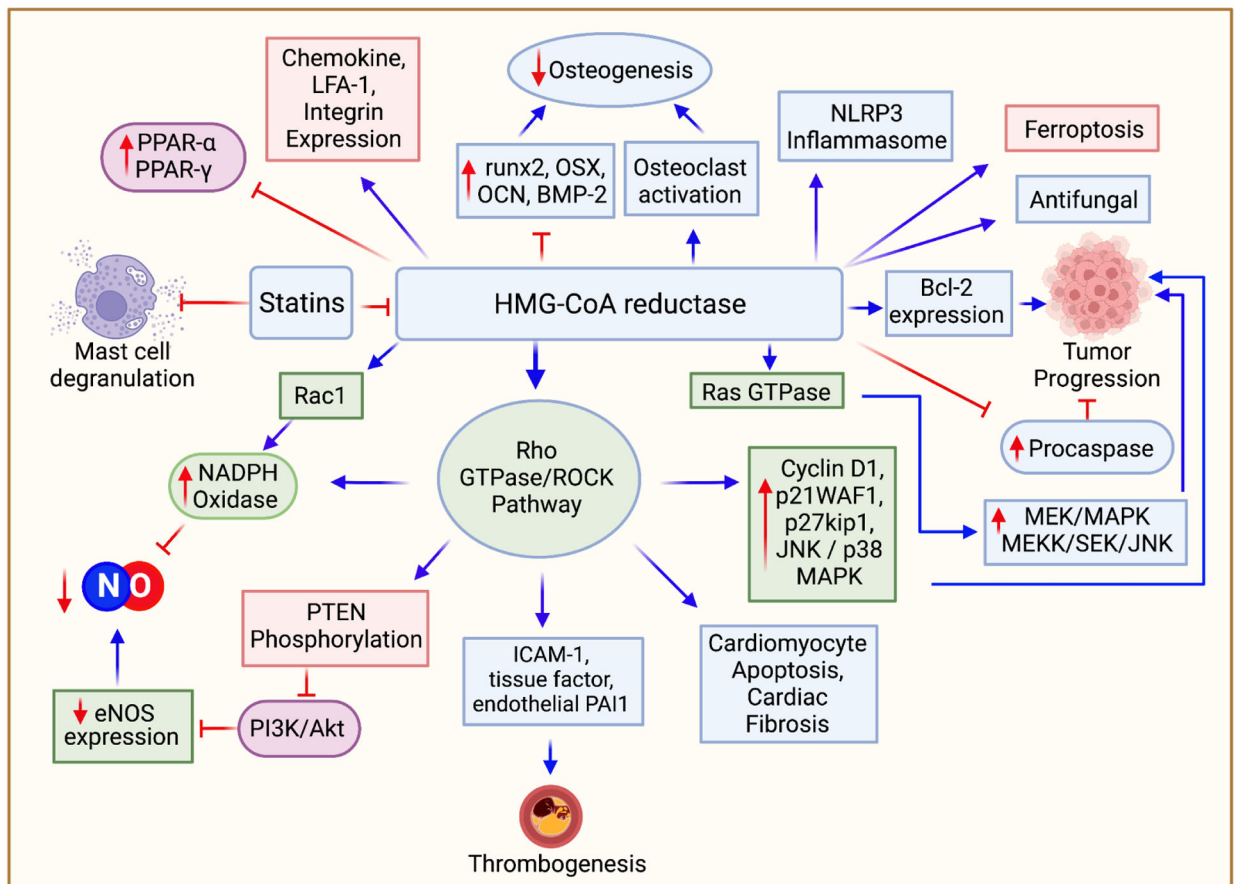 Chemokine,
LFA-1,
Integrin
Expression
Osteogenesis
NLRP3
Inflammasome
Ferroptosis
PPAR-α
PPAR-γ
runx2, OSX,
OCN, BMP-2
Osteoclast
activation
Antifungal
Statins
HMG-CoA reductase
Bcl-2
expression
Mast cell
degranulation
Tumor
Progression
Rac1
Ras GTPase
Procaspase
NADPH
Oxidase
Rho
GTPase/ROCK
Pathway
Cyclin D1,
p21WAF1,
p27kip1,
JNK / p38
MAPK
MEK/MAPK
MEKK/SEK/JNK
NO
PTEN
Phosphorylation
ICAM-1,
tissue factor,
endothelial PAI1
Cardiomyocyte
Apoptosis,
Cardiac
Fibrosis
eNOS
expression
PI3K/Akt
Thrombogenesis